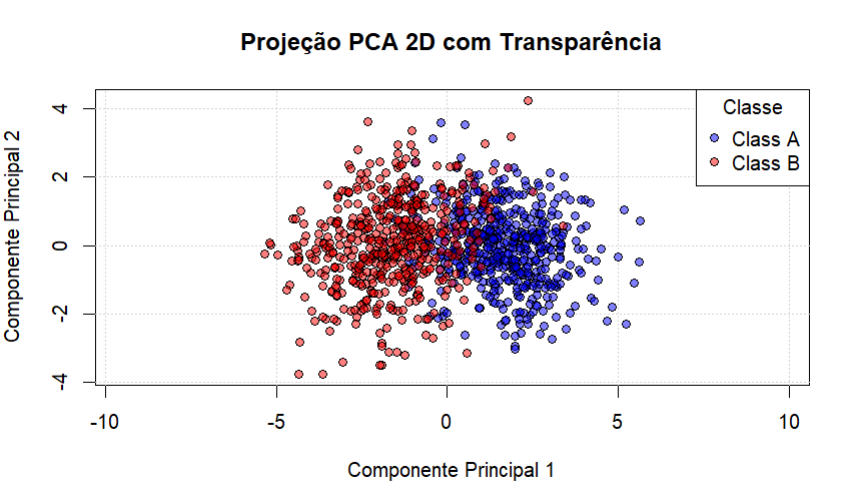 Projeção PCA 2D com Transparência
Classe
Class A
Class B
Componente Principal 2
4
2
0
-2
-4
-10
-5
0
5
10
Componente Principal 1